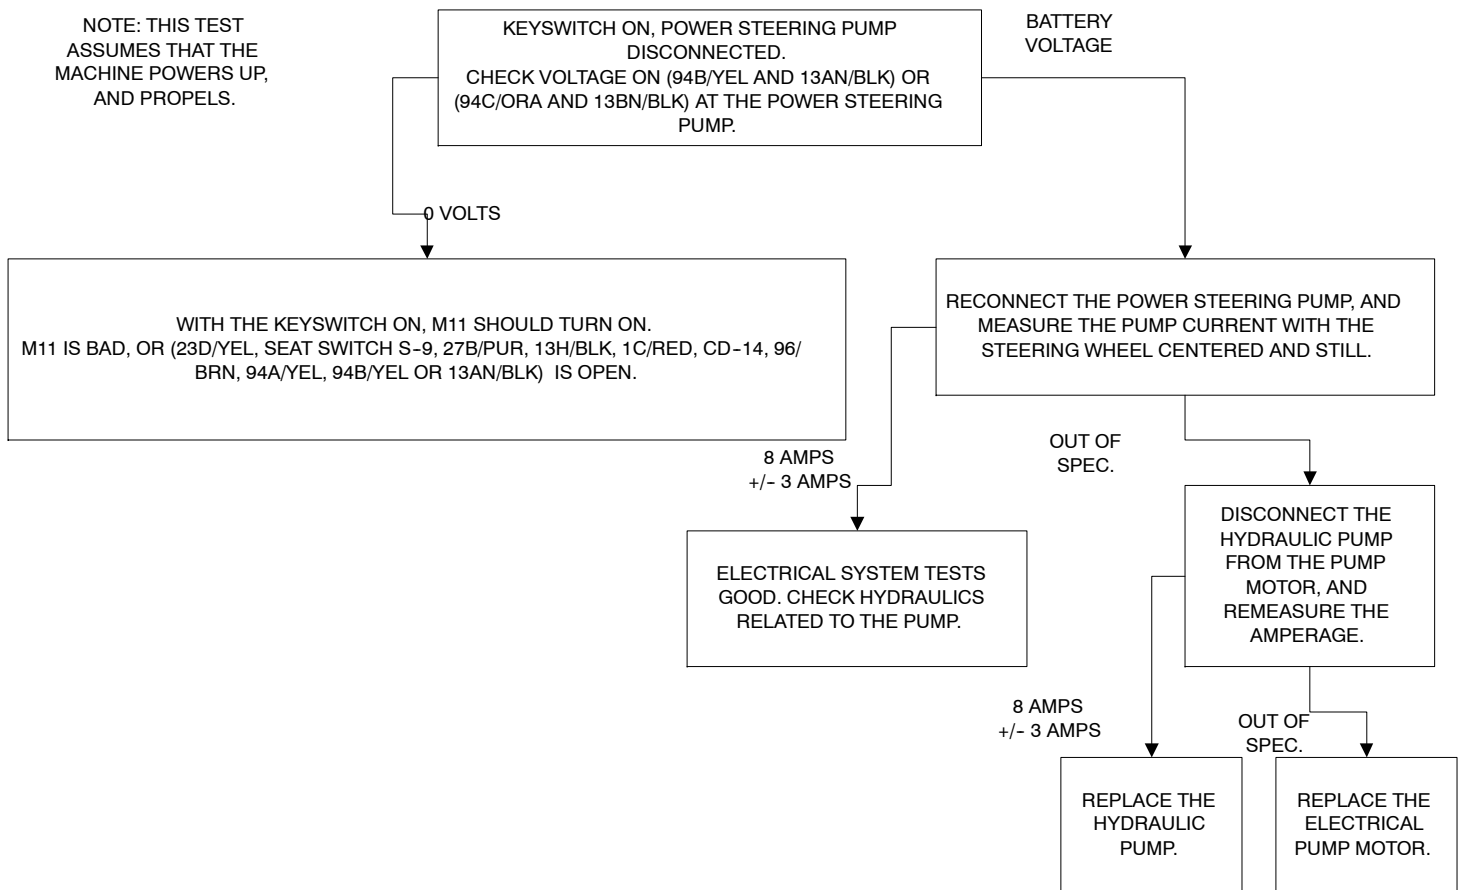 NOTE: THIS TEST
ASSUMES THAT THE
MACHINE POWERS UP,
AND PROPELS.
KEYSWITCH ON, POWER STEERING PUMP
DISCONNECTED.
CHECK VOLTAGE ON (94B/YEL AND 13AN/BLK) OR
(94C/ORA AND 13BN/BLK) AT THE POWER STEERING
PUMP.
BATTERY
VOLTAGE
0 VOLTS
WITH THE KEYSWITCH ON, M11 SHOULD TURN ON.
M11 IS BAD, OR (23D/YEL, SEAT SWITCH S-9, 27B/PUR, 13H/BLK, 1C/RED, CD-14, 96/
BRN, 94A/YEL, 94B/YEL OR 13AN/BLK) IS OPEN.
RECONNECT THE POWER STEERING PUMP, AND
MEASURE THE PUMP CURRENT WITH THE
STEERING WHEEL CENTERED AND STILL.
8 AMPS
+/- 3 AMPS
OUT OF
SPEC.
ELECTRICAL SYSTEM TESTS
GOOD. CHECK HYDRAULICS
RELATED TO THE PUMP.
DISCONNECT THE
HYDRAULIC PUMP
FROM THE PUMP
MOTOR, AND
REMEASURE THE
AMPERAGE.
8 AMPS
+/- 3 AMPS
OUT OF
SPEC.
REPLACE THE
HYDRAULIC
PUMP.
REPLACE THE
ELECTRICAL
PUMP MOTOR.